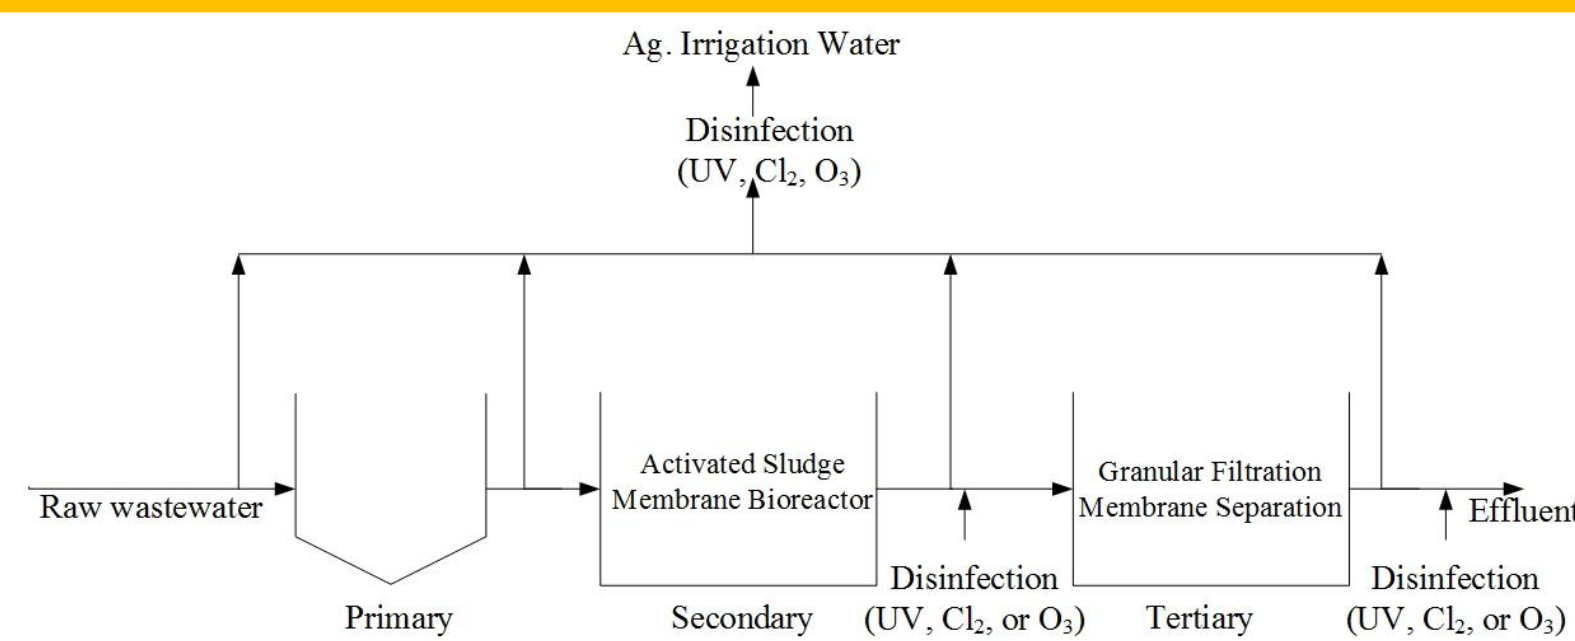 Ag. Irrigation Water
Disinfection
(UV, Cl₂, O₃)
Activated Sludge
Membrane Bioreactor
Granular Filtration
Membrane Separation
Raw wastewater
Effluent
Primary
Secondary
Disinfection
(UV, Cl₂, or O₃)
Tertiary
Disinfection
(UV, Cl₂, or O₃)